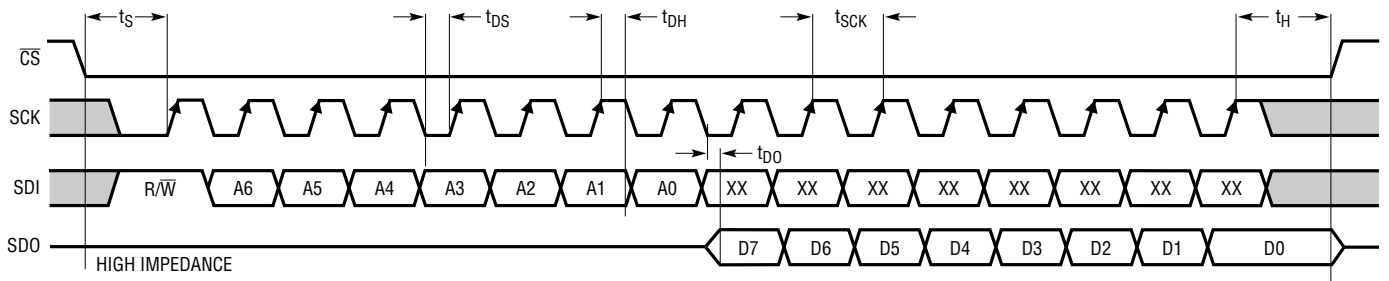 tS tDS tDH tSCK tH
CS
SCK
tDO
SDI R/W A6 A5 A4 A3 A2 A1 A0 XX XX XX XX XX XX XX XX
SDO D7 D6 D5 D4 D3 D2 D1 D0
HIGH IMPEDANCE